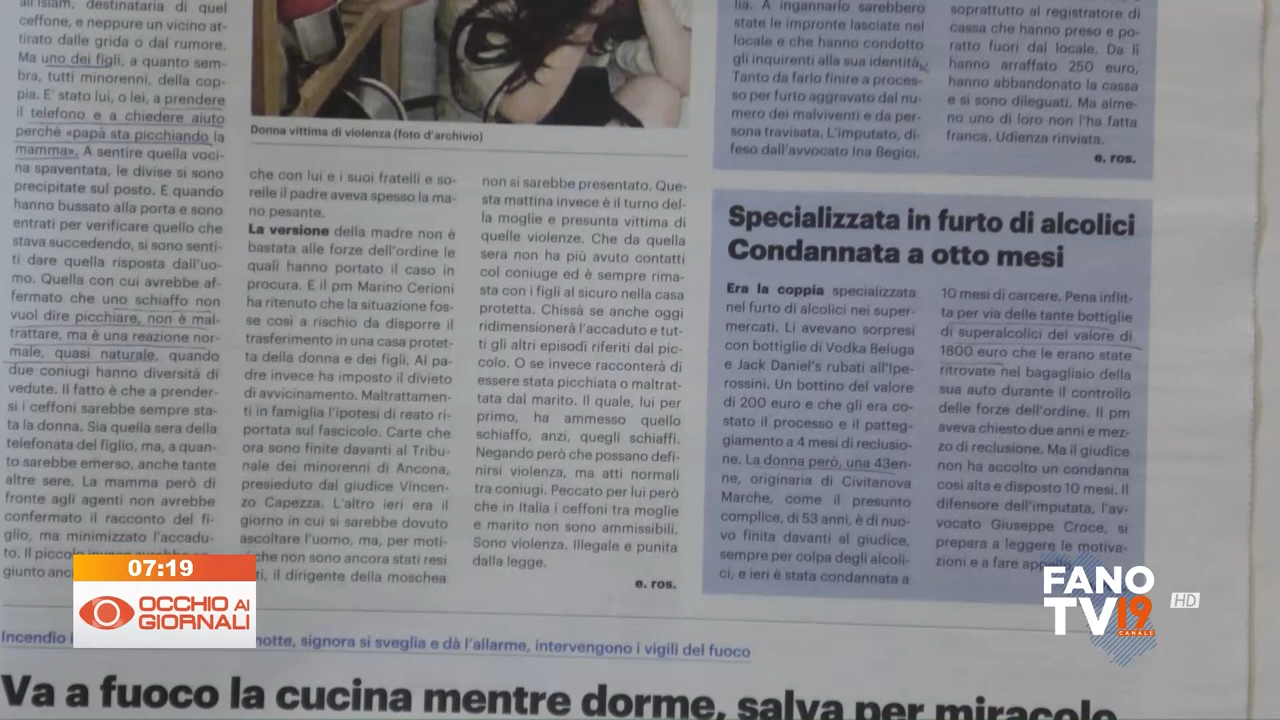 all'Islam, destinataria di quel
ceffone, e neppure un vicino at-
tirato dalle grida o dal rumore.
Ma uno dei figli, a quanto sem-
bra, tutti minorenni, della cop-
pia. E' stato lui, o lei, a prendere
il telefono e a chiedere aiuto
perchè «papà sta picchiando la
mamma». A sentire quella voci-
na spaventata, le divise si sono
precipitate sul posto. E quando
hanno bussato alla porta e sono
entrati per verificare quello che
stava succedendo, si sono senti-
ti dare quella risposta dall'uo-
mo. Quella con cui avrebbe af-
fermato che uno schiaffo non
vuol dire picchiare, non è mal-
trattare, ma è una reazione nor-
male, quasi naturale, quando
due coniugi hanno diversità di
vedute. Il fatto è che a prender-
si i ceffoni sarebbe sempre sta-
ta la donna. Sia quella sera della
telefonata del figlio, ma, a quan-
to sarebbe emerso, anche tante
altre sere. La mamma però di
fronte agli agenti non avrebbe
confermato il racconto del fi-
glio, ma minimizzato l'accadu-
to. Il piccolo
giunto
Donna vittima di violenza (foto d'archivio)
che con lui e i suoi fratelli e so-
relle il padre aveva spesso la ma-
no pesante.
La versione della madre non è
bastata alle forze dell'ordine le
quali hanno portato il caso in
procura. E il pm Marino Cerioni
ha ritenuto che la situazione fos-
se così a rischio da disporre il
trasferimento in una casa protet-
ta della donna e dei figli. Al pa-
dre invece ha imposto il divieto
di avvicinamento. Maltrattamen-
ti in famiglia l'ipotesi di reato ri-
portata sul fascicolo. Carte che
ora sono finite davanti al Tribu-
nale dei minorenni di Ancona,
presieduto dal giudice Vincen-
zo Capezza. L'altro ieri era il
giorno in cui si sarebbe dovuto
ascoltare l'uomo, ma, per moti-
che non sono ancora stati resi
ti, il dirigente della moschea
non si sarebbe presentato. Que-
sta mattina invece è il turno del-
la moglie e presunta vittima di
quelle violenze. Che da quella
sera non ha più avuto contatti
col coniuge ed è sempre rima-
sta con i figli al sicuro nella casa
protetta. Chissà se anche oggi
ridimensionerà l'accaduto e tut-
ti gli altri episodi riferiti dal pic-
colo. O se invece racconterà di
essere stata picchiata o maltrat-
tata dal marito. Il quale, lui per
primo, ha ammesso quello
schiaffo, anzi, quegli schiaffi.
Negando però che possano defi-
nirsi violenza, ma atti normali
tra coniugi. Peccato per lui però
che in Italia i ceffoni tra moglie
e marito non sono ammissibili.
Sono violenza. Illegale e punita
dalla legge.
e. ros.
lia. A ingannarlo sarebbero
state le impronte lasciate nel
locale e che hanno condotto
gli inquirenti alla sua identità.
Tanto da farlo finire a proces-
so per furto aggravato dal nu-
mero dei malviventi e da per-
sona travisata. L'imputato, di-
feso dall'avvocato Ina Begici,
soprattutto al registratore di
cassa che hanno preso e po-
ratto fuori dal locale. Da lì
hanno arraffato 250 euro,
hanno abbandonato la cassa
e si sono dileguati. Ma alme-
no uno di loro non l'ha fatta
franca. Udienza rinviata.
e. ros.
Specializzata in furto di alcolici
Condannata a otto mesi
Era la coppia specializzata
nel furto di alcolici nei super-
mercati. Li avevano sorpresi
con bottiglie di Vodka Beluga
e Jack Daniel's rubati all'Ipe-
rossini. Un bottino del valore
di 200 euro e che gli era co-
stato il processo e il patteg-
giamento a 4 mesi di reclusio-
ne. La donna però, una 43en-
ne, originaria di Civitanova
Marche, come il presunto
complice, di 53 anni, è di nuo-
vo finita davanti al giudice,
sempre per colpa degli alcoli-
ci, e ieri è stata condannata a
10 mesi di carcere. Pena inflit-
ta per via delle tante bottiglie
di superalcolici del valore di
1800 euro che le erano state
ritrovate nel bagagliaio della
sua auto durante il controllo
delle forze dell'ordine. Il pm
aveva chiesto due anni e mez-
zo di reclusione. Ma il giudice
non ha accolto un condanna
così alta e disposto 10 mesi. Il
difensore dell'imputata, l'av-
vocato Giuseppe Croce, si
prepara a leggere le motiva-
zioni e a fare appello.
07:19
OCCHIO AI
GIORNALI
FANO
TV 19
CANALE
HD
Incendio notte, signora si sveglia e dà l'allarme, intervengono i vigili del fuoco
Va a fuoco la cucina mentre dorme, salva per miracolo